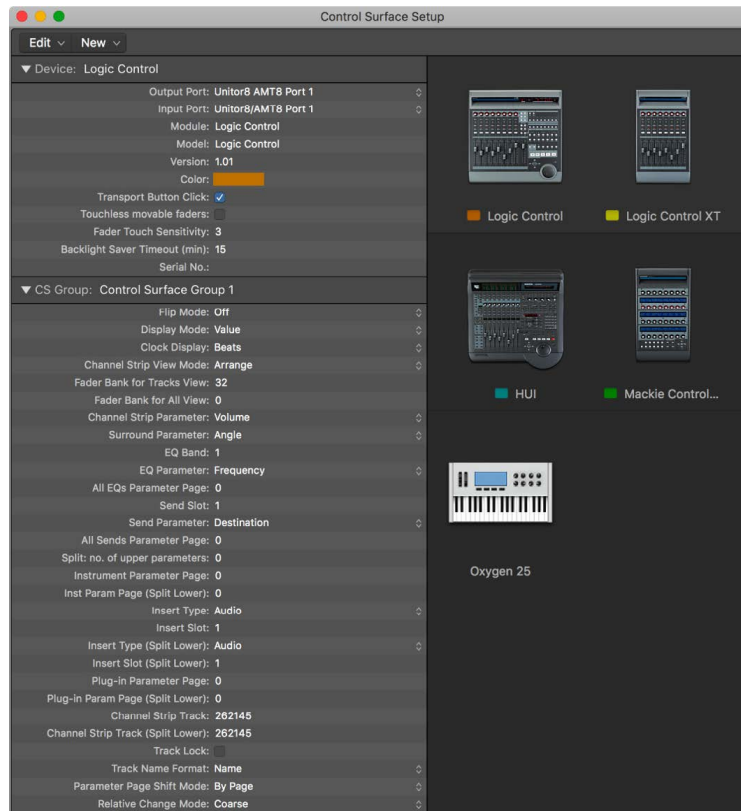 Control Surface Setup
Edit New
Device: Logic Control
Output Port: Unitor8 AMT8 Port 1
Input Port: Unitor8/AMT8 Port 1
Module: Logic Control
Model: Logic Control
Version: 1.01
Color:
Transport Button Click:
Touchless movable faders:
Fader Touch Sensitivity: 3
Backlight Saver Timeout (min): 15
Serial No.:
CS Group: Control Surface Group 1
Flip Mode: Off
Display Mode: Value
Clock Display: Beats
Channel Strip View Mode: Arrange
Fader Bank for Tracks View: 32
Fader Bank for All View: 0
Channel Strip Parameter: Volume
Surround Parameter: Angle
EQ Band: 1
EQ Parameter: Frequency
All EQs Parameter Page: 0
Send Slot: 1
Send Parameter: Destination
All Sends Parameter Page: 0
Split: no. of upper parameters: 0
Instrument Parameter Page: 0
Inst Param Page (Split Lower): 0
Insert Type: Audio
Insert Slot: 1
Insert Type (Split Lower): Audio
Insert Slot (Split Lower): 1
Plug-in Parameter Page: 0
Plug-in Param Page (Split Lower): 0
Channel Strip Track: 262145
Channel Strip Track (Split Lower): 262145
Track Lock:
Track Name Format: Name
Parameter Page Shift Mode: By Page
Relative Change Mode: Coarse
Logic Control
Logic Control XT
HUI
Mackie Control...
Oxygen 25